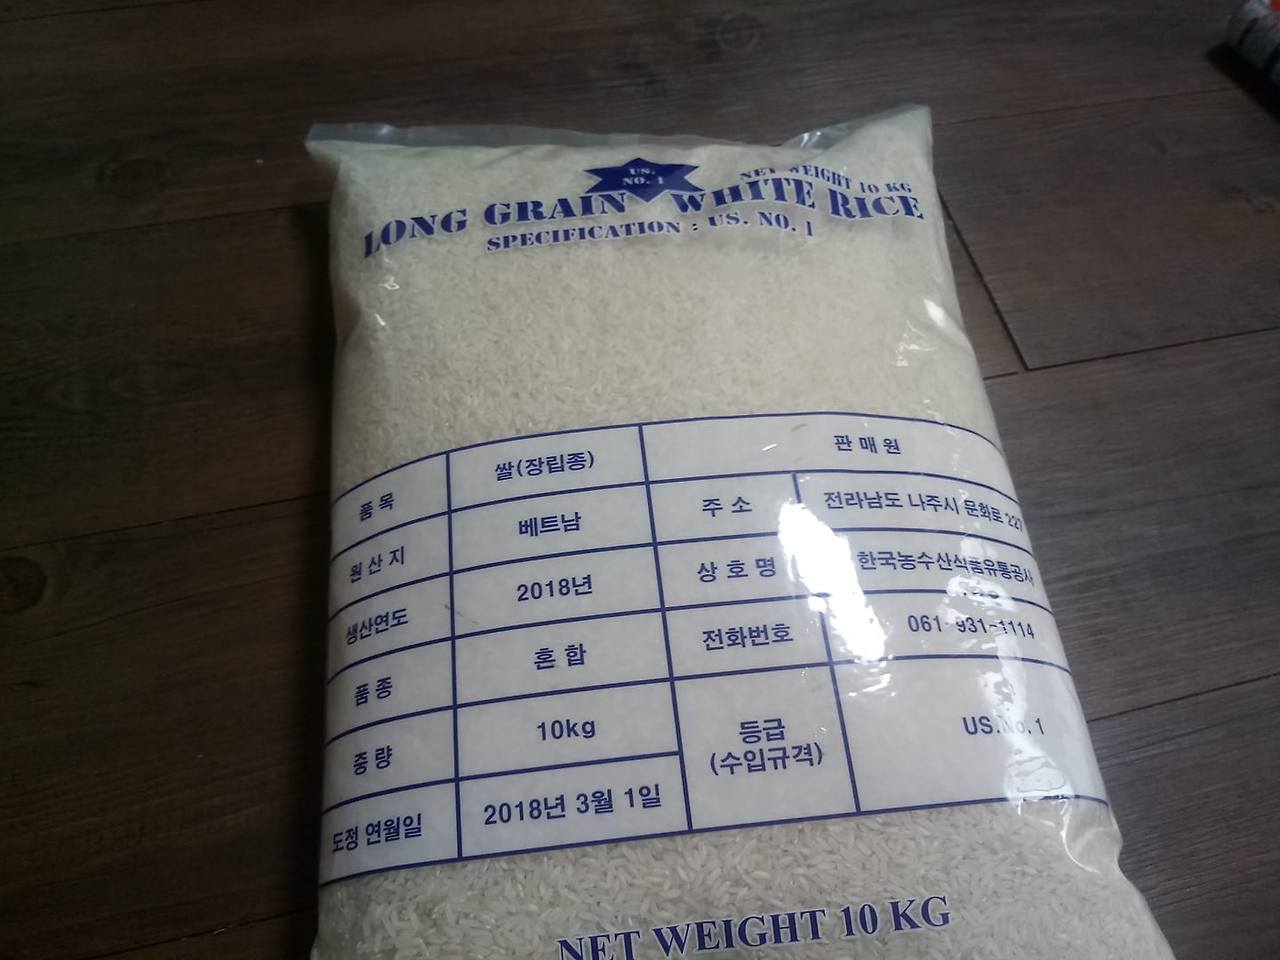 US.
NO. 1
NET WEIGHT 10 KG
LONG GRAIN WHITE RICE
SPECIFICATION : US. NO. 1
품 목 쌀(장립종) 판 매 원
원 산 지 베트남 주 소 전라남도 나주시 문화로 227
생산연도 2018년 상 호 명 한국농수산식품유통공사
품 종 혼 합 전화번호 061-931-1114
중 량 10kg 등급 US.No. 1
(수입규격)
도정 연월일 2018년 3월 1일
NET WEIGHT 10 KG